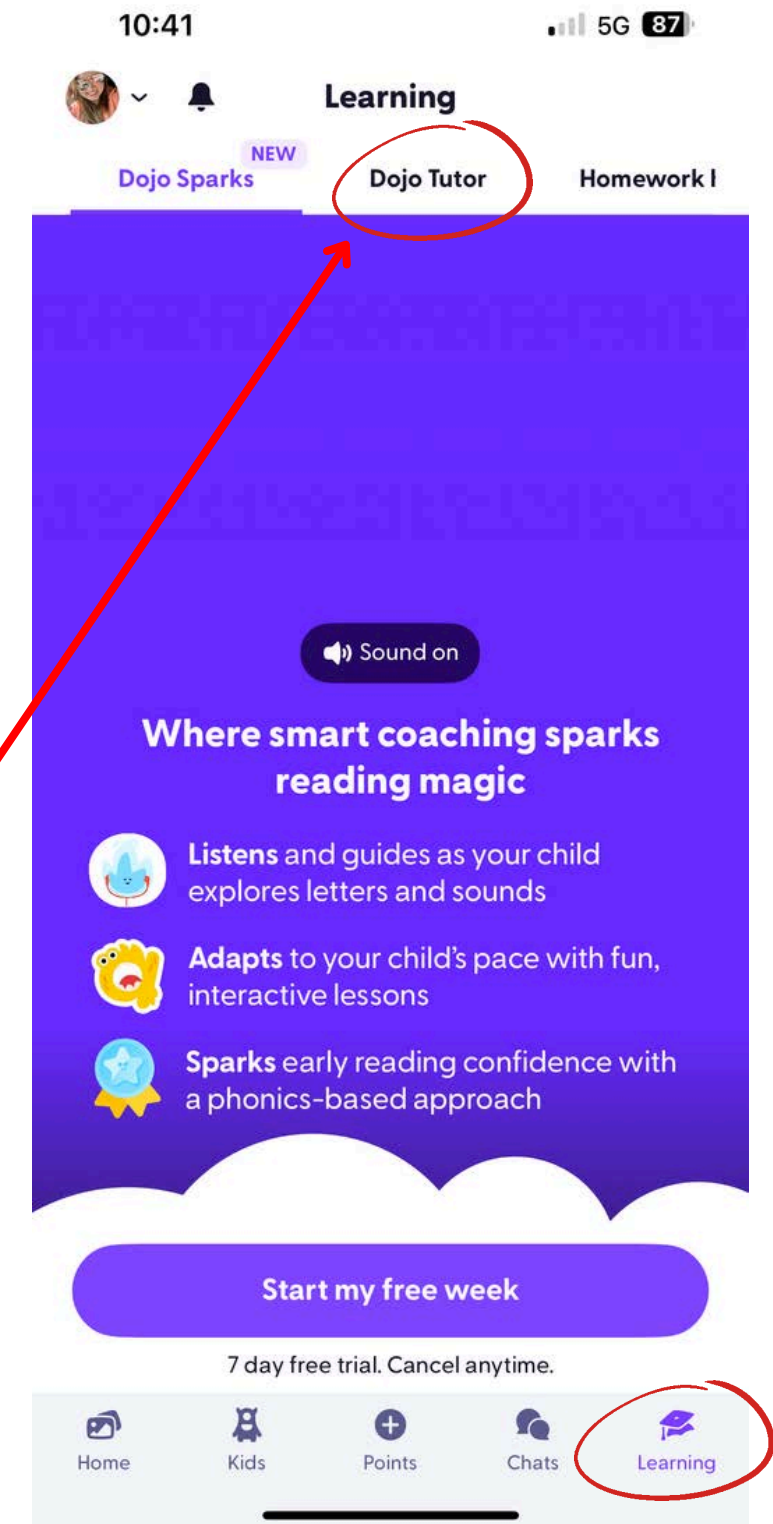 10:41 5G 87
Learning
NEW
Dojo Sparks Dojo Tutor Homework
Sound on
Where smart coaching sparks
reading magic
Listens and guides as your child
explores letters and sounds
Adapts to your child's pace with fun,
interactive lessons
Sparks early reading confidence with
a phonics-based approach
Start my free week
7 day free trial. Cancel anytime.
Home Kids Points Chats Learning